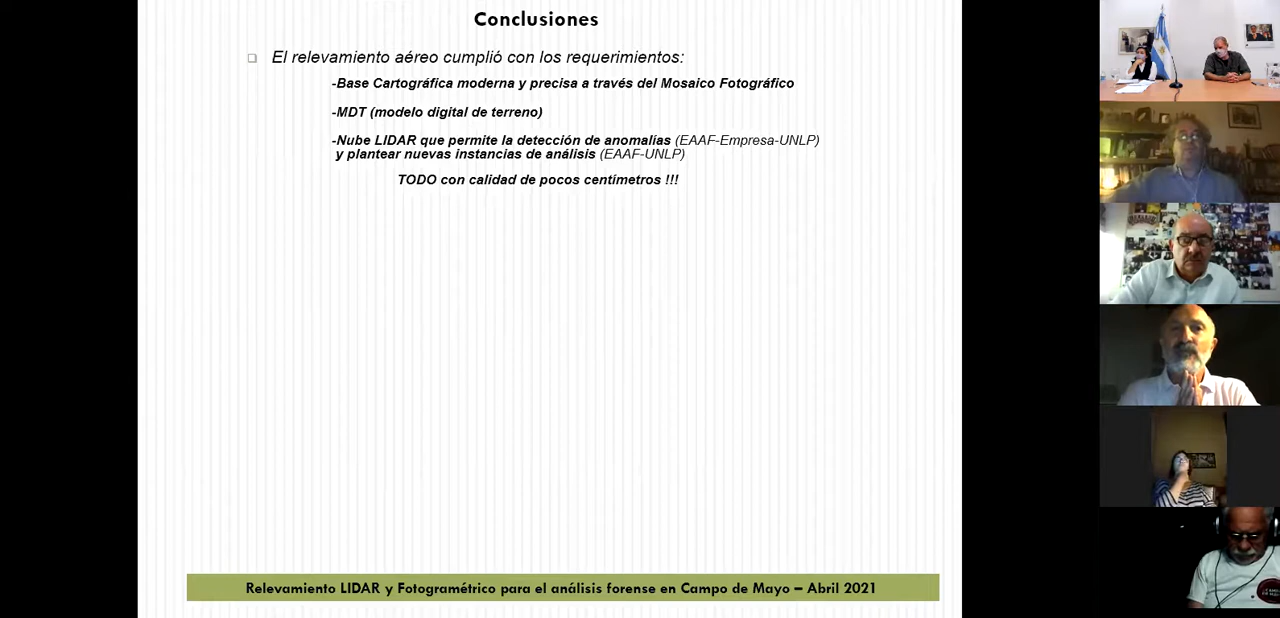 Conclusiones
El relevamiento aéreo cumplió con los requerimientos:
-Base Cartográfica moderna y precisa a través del Mosaico Fotográfico
-MDT (modelo digital de terreno)
-Nube LIDAR que permite la detección de anomalías (EAAF-Empresa-UNLP)
y plantear nuevas instancias de análisis (EAAF-UNLP)
TODO con calidad de pocos centímetros !!!
Relevamiento LIDAR y Fotogramétrico para el análisis forense en Campo de Mayo – Abril 2021